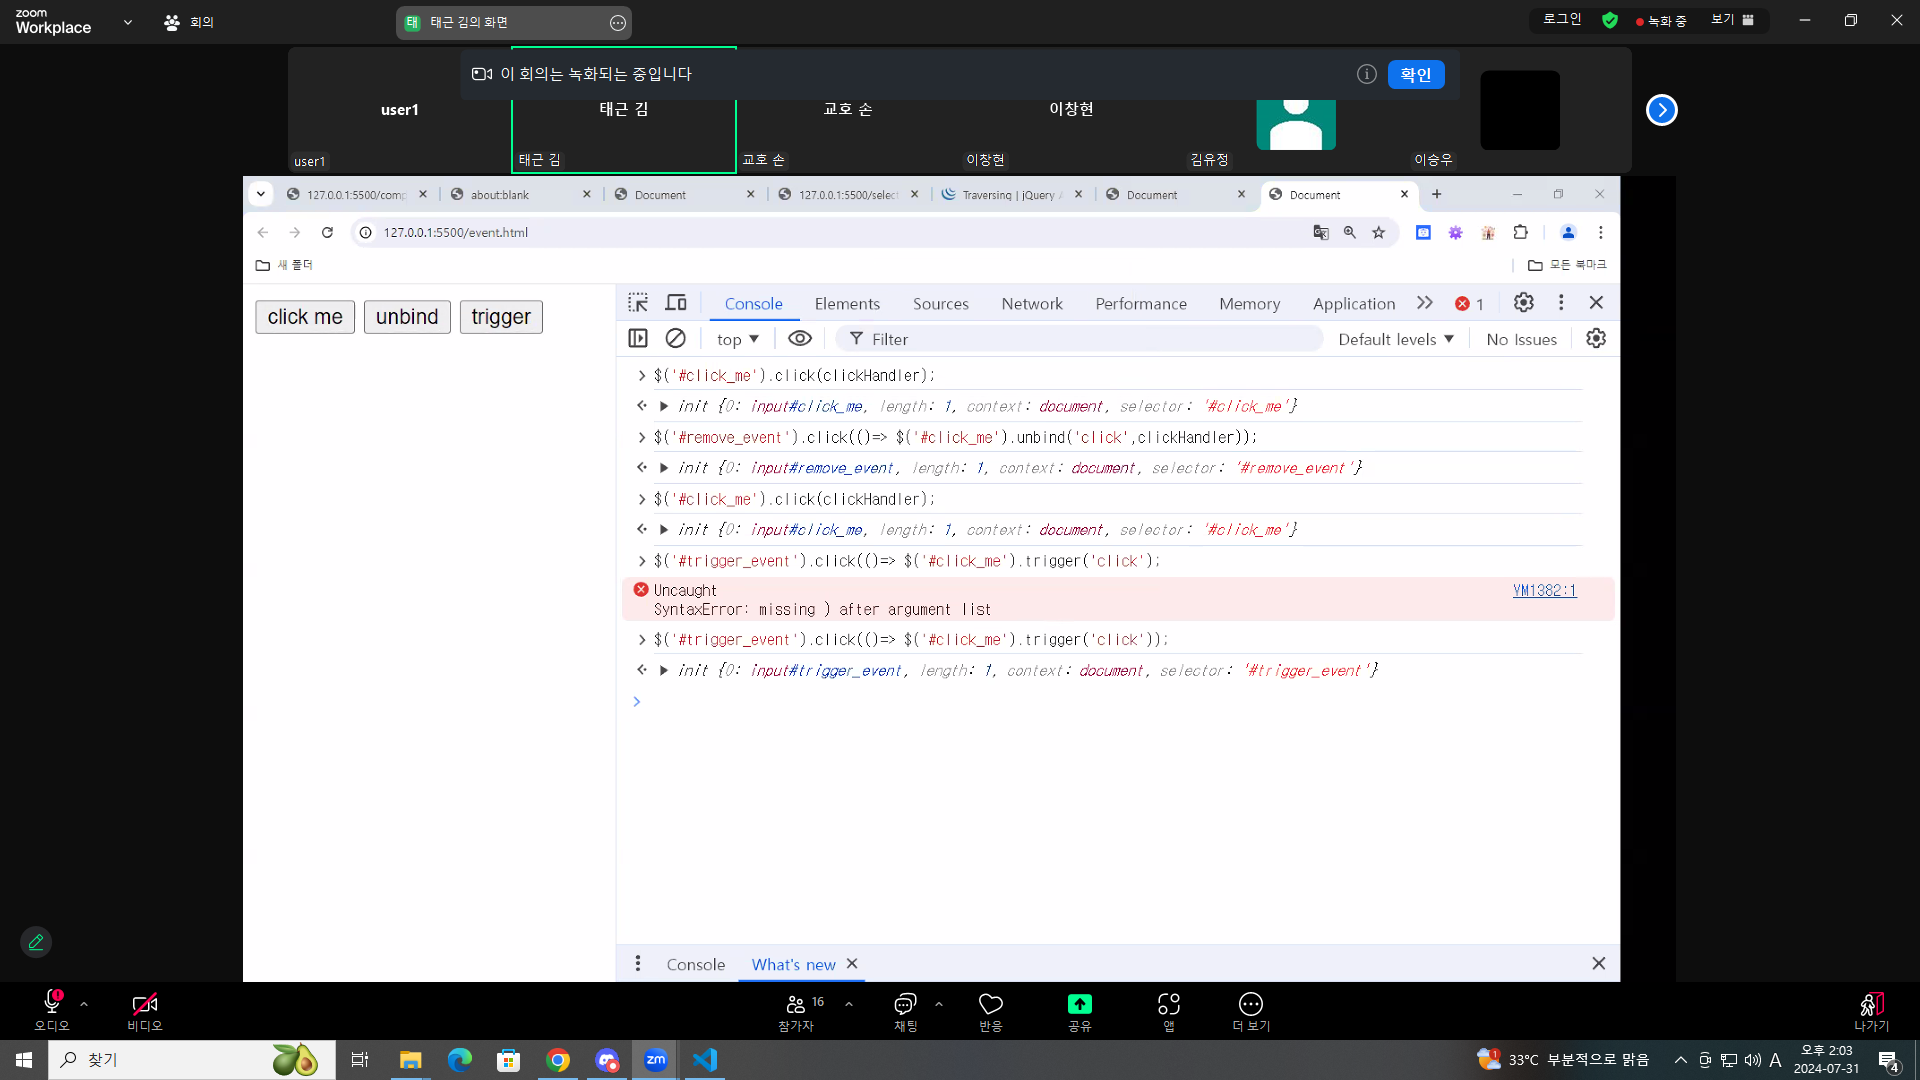 zoom
Workplace
회의
태 태근 김의 화면
로그인
녹화 중
보기
이 회의는 녹화되는 중입니다
확인
user1
태근 김
교호 손
이창현
user1
태근 김
교호 손
이창현
김유정
이승우
127.0.0.1:5500/comp
about:blank
Document
127.0.0.1:5500/selec
Traversing | jQuery A
Document
Document
127.0.0.1:5500/event.html
새 폴더
모든 북마크
click me
unbind
trigger
Console
Elements
Sources
Network
Performance
Memory
Application
1
top
Filter
Default levels
No Issues
$('#click_me').click(clickHandler);
init {0: input#click_me, length: 1, context: document, selector: '#click_me'}
$('#remove_event').click(()=> $('#click_me').unbind('click',clickHandler));
init {0: input#remove_event, length: 1, context: document, selector: '#remove_event'}
$('#click_me').click(clickHandler);
init {0: input#click_me, length: 1, context: document, selector: '#click_me'}
$('#trigger_event').click(()=> $('#click_me').trigger('click');
Uncaught
VM1382:1
SyntaxError: missing ) after argument list
$('#trigger_event').click(()=> $('#click_me').trigger('click'));
init {0: input#trigger_event, length: 1, context: document, selector: '#trigger_event'}
Console
What's new
오디오
비디오
16
참가자
채팅
반응
공유
앱
더 보기
나가기
찾기
zm
1
33°C 부분적으로 맑음
A
오후 2:03
2024-07-31
4